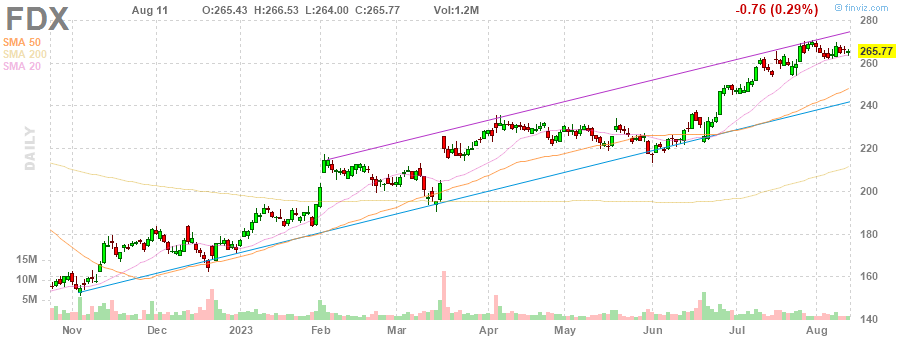 FDX Aug 11 O:265.43 H:266.53 L:264.00 C:265.77 Vol:1.2M -0.76 (0.29%)
© finviz.com
SMA 50
SMA 200
SMA 20
DAILY
280
265.77
260
240
220
200
180
160
140
15M
10M
5M
Nov Dec 2023 Feb Mar Apr May Jun Jul Aug